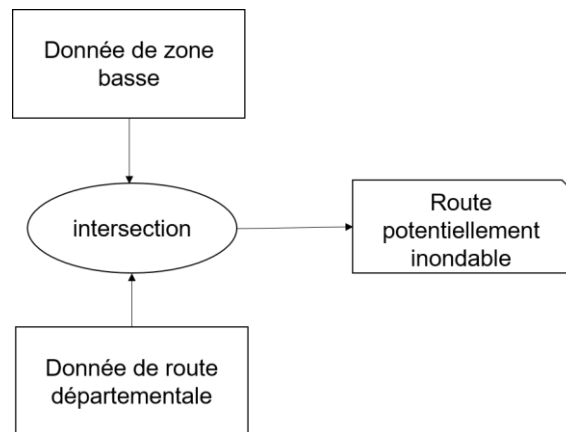 Donnée de zone
basse
intersection
Route
potentiellement
inondable
Donnée de route
départementale